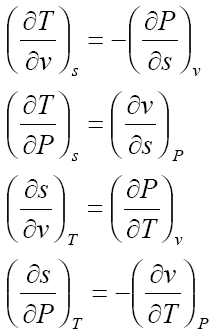 (∂T/∂v)_s = −(∂P/∂s)_v
(∂T/∂P)_s = (∂v/∂s)_P
(∂s/∂v)_T = (∂P/∂T)_v
(∂s/∂P)_T = −(∂v/∂T)_P